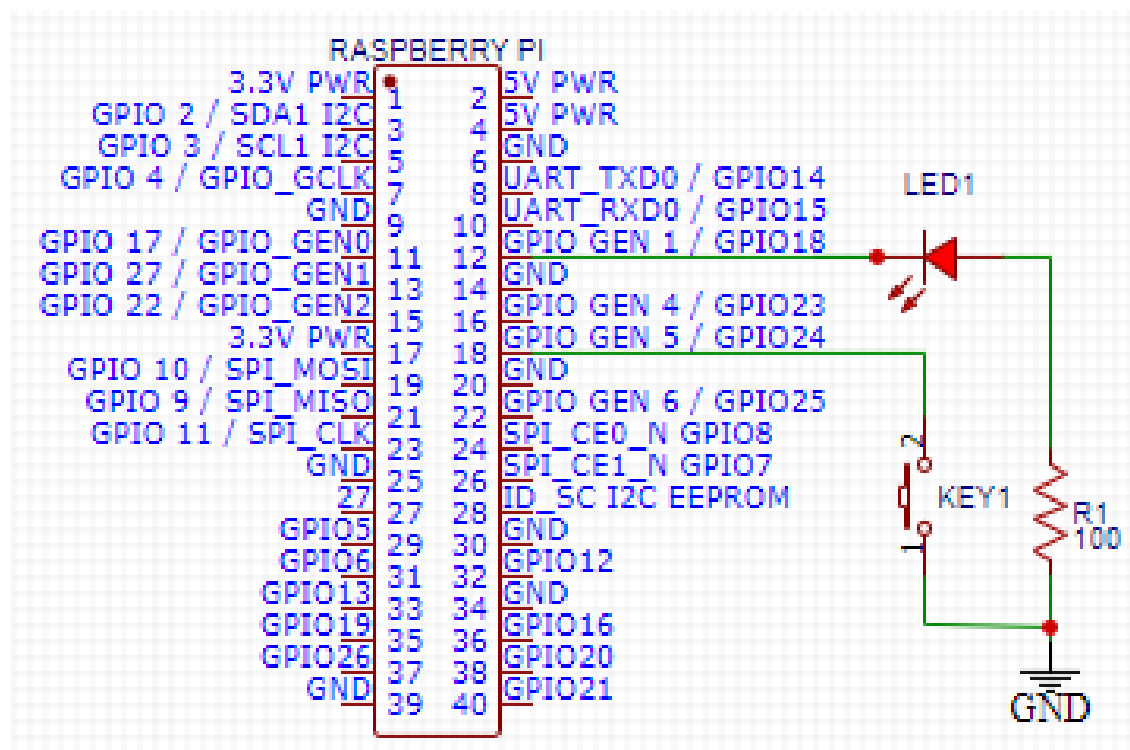 RASPBERRY PI
3.3V PWR 1 2 5V PWR
GPIO 2 / SDA1 I2C 3 4 5V PWR
GPIO 3 / SCL1 I2C 5 6 GND
GPIO 4 / GPIO_GCLK 7 8 UART_TXD0 / GPIO14
GND 9 10 UART_RXD0 / GPIO15
GPIO 17 / GPIO_GEN0 11 12 GPIO GEN 1 / GPIO18
GPIO 27 / GPIO_GEN1 13 14 GND
GPIO 22 / GPIO_GEN2 15 16 GPIO GEN 4 / GPIO23
3.3V PWR 17 18 GPIO GEN 5 / GPIO24
GPIO 10 / SPI_MOSI 19 20 GND
GPIO 9 / SPI_MISO 21 22 GPIO GEN 6 / GPIO25
GPIO 11 / SPI_CLK 23 24 SPI_CE0_N GPIO8
GND 25 26 SPI_CE1_N GPIO7
27 27 28 ID_SC I2C EEPROM
GPIO5 29 30 GND
GPIO6 31 32 GPIO12
GPIO13 33 34 GND
GPIO19 35 36 GPIO16
GPIO26 37 38 GPIO20
GND 39 40 GPIO21
LED1
2
KEY1
1
R1
100
GND